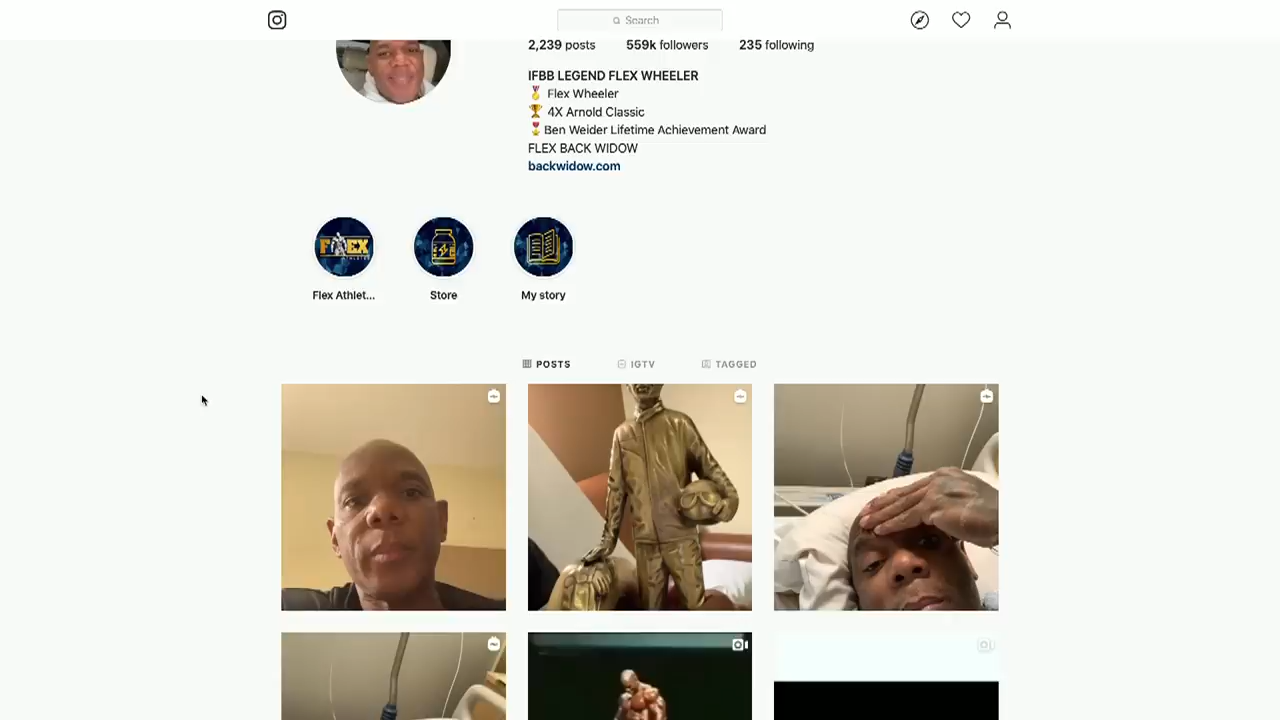 Search
2,239 posts 559k followers 235 following
IFBB LEGEND FLEX WHEELER
Flex Wheeler
4X Arnold Classic
Ben Weider Lifetime Achievement Award
FLEX BACK WIDOW
backwidow.com
FLEX
Flex Athlet... Store My story
POSTS IGTV TAGGED